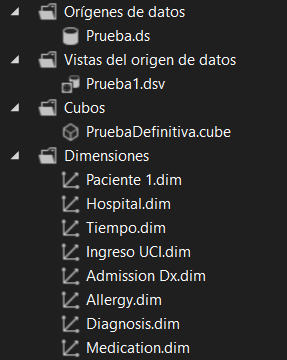 Orígenes de datos
Prueba.ds
Vistas del origen de datos
Prueba1.dsv
Cubos
PruebaDefinitiva.cube
Dimensiones
Paciente 1.dim
Hospital.dim
Tiempo.dim
Ingreso UCI.dim
Admission Dx.dim
Allergy.dim
Diagnosis.dim
Medication.dim